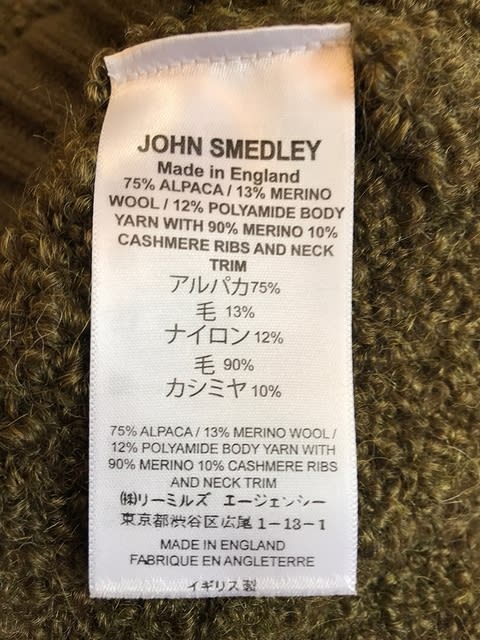 JOHN SMEDLEY
Made in England
75% ALPACA / 13% MERINO
WOOL / 12% POLYAMIDE BODY
YARN WITH 90% MERINO 10%
CASHMERE RIBS AND NECK
TRIM
アルパカ75%
毛 13%
ナイロン 12%
毛 90%
カシミヤ 10%
75% ALPACA / 13% MERINO WOOL /
12% POLYAMIDE BODY YARN WITH
90% MERINO 10% CASHMERE RIBS
AND NECK TRIM
㈱リーミルズ エージェンシー
東京都渋谷区広尾 1-13-1
MADE IN ENGLAND
FABRIQUE EN ANGLETERRE
イギリス製